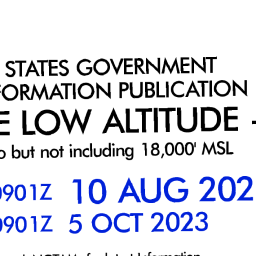 STATES GOVERNMENT
FORMATION PUBLICATION
E LOW ALTITUDE -
o but not including 18,000' MSL
0901Z 10 AUG 202
0901Z 5 OCT 2023